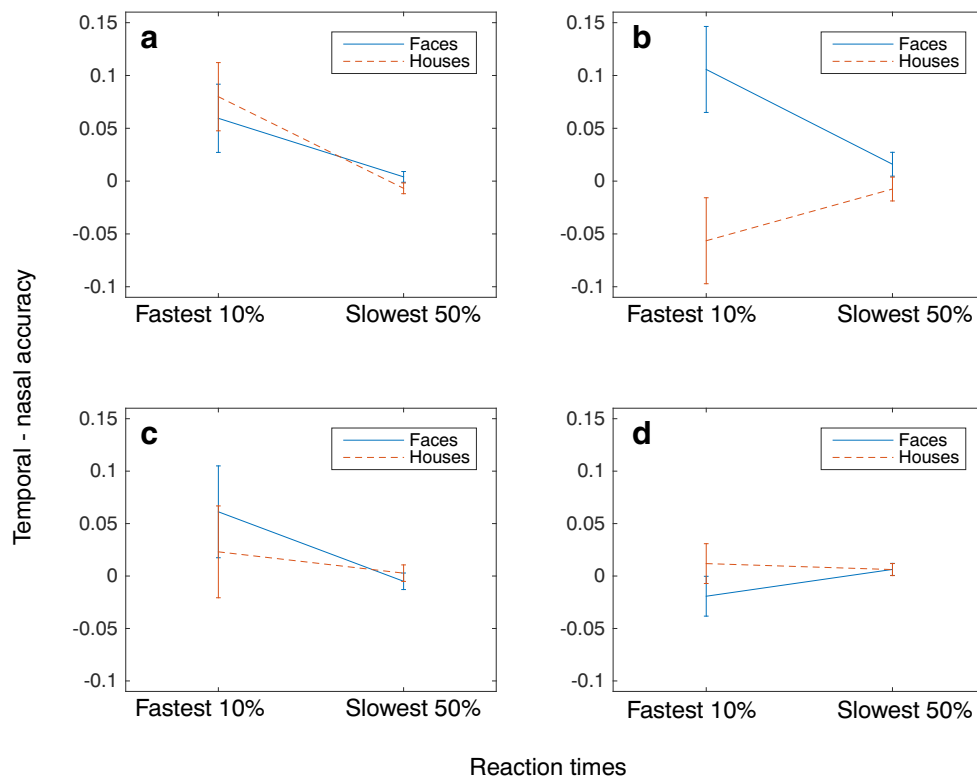 a
Faces
Houses
0.15
0.1
0.05
0
-0.05
-0.1
Fastest 10% Slowest 50%
b
Faces
Houses
0.15
0.1
0.05
0
-0.05
-0.1
Fastest 10% Slowest 50%
Temporal - nasal accuracy
c
Faces
Houses
0.15
0.1
0.05
0
-0.05
-0.1
Fastest 10% Slowest 50%
d
Faces
Houses
0.15
0.1
0.05
0
-0.05
-0.1
Fastest 10% Slowest 50%
Reaction times